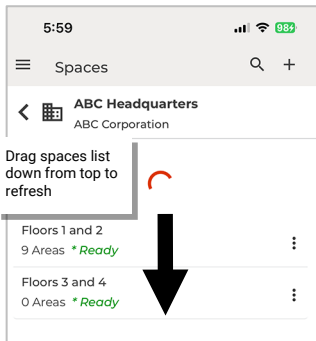 5:59
98
Spaces
ABC Headquarters
ABC Corporation
Drag spaces list
down from top to
refresh
Floors 1 and 2
9 Areas * Ready
Floors 3 and 4
0 Areas * Ready